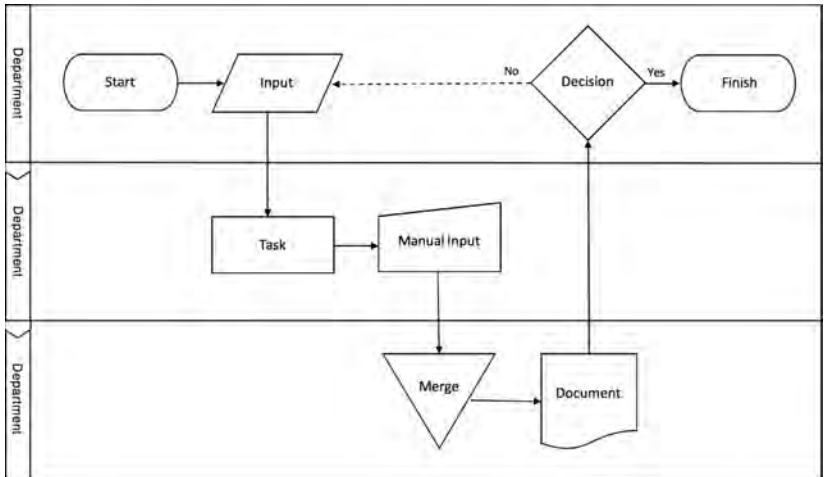 Department
Start
Input
No
Decision
Yes
Finish
Department
Task
Manual Input
Department
Merge
Document